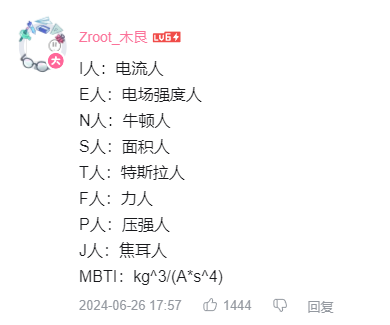 Zroot_木艮 LV6
大
I人：电流人
E人：电场强度人
N人：牛顿人
S人：面积人
T人：特斯拉人
F人：力人
P人：压强人
J人：焦耳人
MBTI：kg^3/(A*s^4)
2024-06-26 17:57 1444 回复